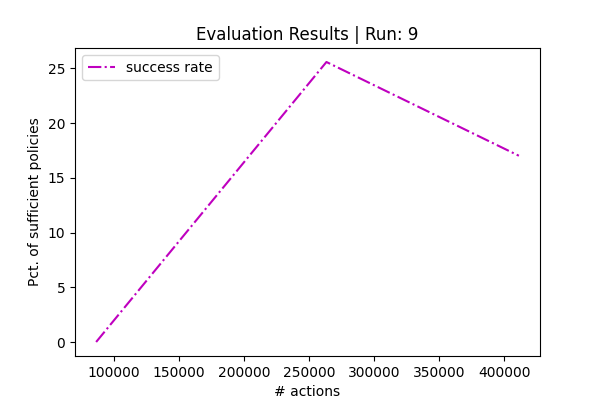 Evaluation Results | Run: 9
success rate
Pct. of sufficient policies
25
20
15
10
5
0
100000 150000 200000 250000 300000 350000 400000
# actions